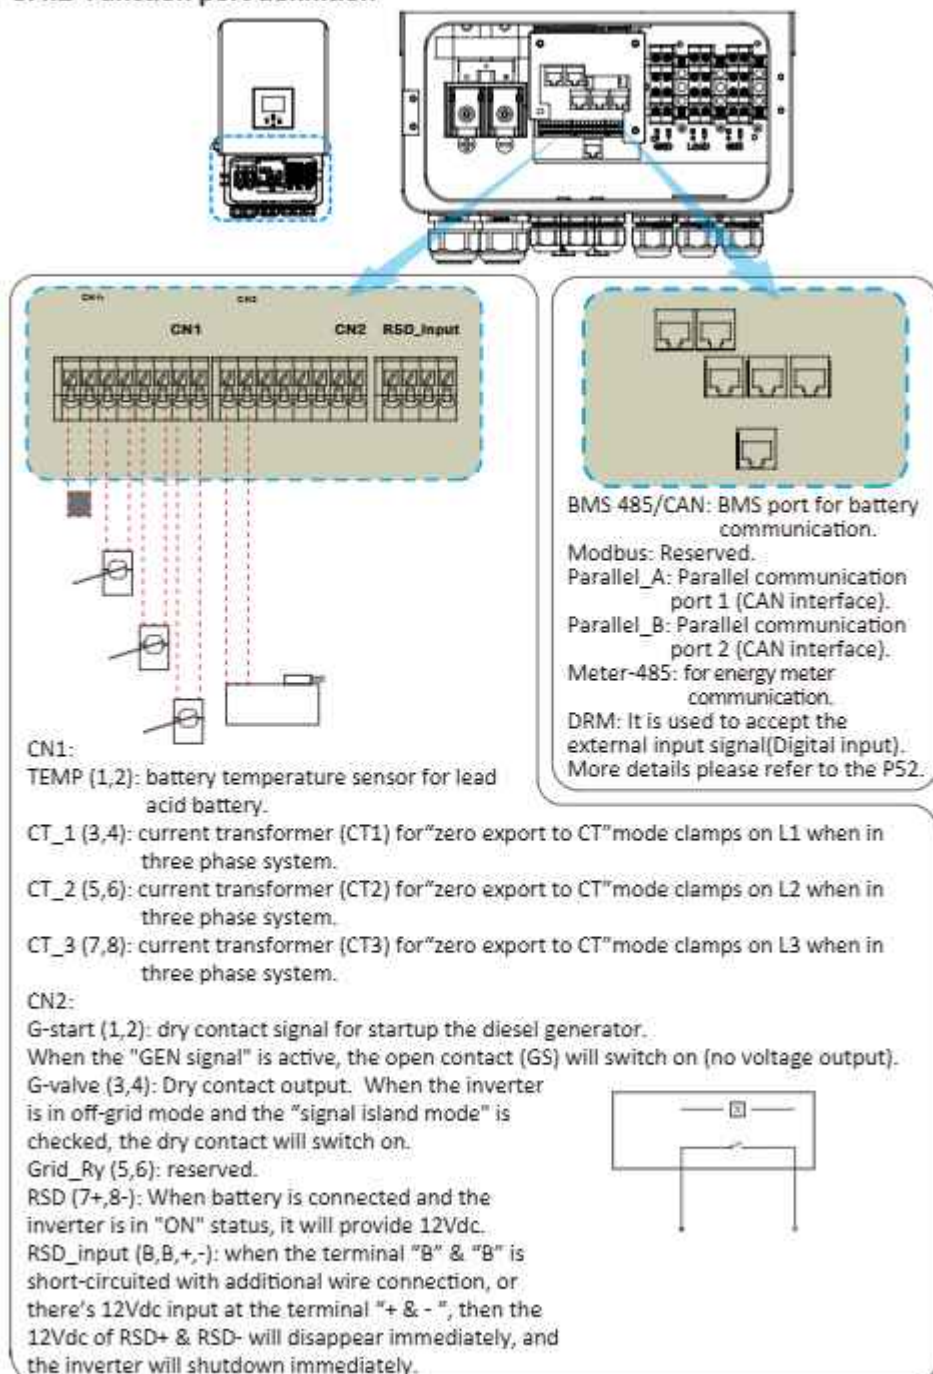 GRID LOAD GEN
CN1 CN2
CN1 CN2 RSD_input
BMS 485/CAN: BMS port for battery
communication.
Modbus: Reserved.
Parallel_A: Parallel communication
port 1 (CAN interface).
Parallel_B: Parallel communication
port 2 (CAN interface).
Meter-485: for energy meter
communication.
DRM: It is used to accept the
external input signal(Digital input).
More details please refer to the P52.
CN1:
TEMP (1,2): battery temperature sensor for lead
acid battery.
CT_1 (3,4): current transformer (CT1) for"zero export to CT"mode clamps on L1 when in
three phase system.
CT_2 (5,6): current transformer (CT2) for"zero export to CT"mode clamps on L2 when in
three phase system.
CT_3 (7,8): current transformer (CT3) for"zero export to CT"mode clamps on L3 when in
three phase system.
CN2:
G-start (1,2): dry contact signal for startup the diesel generator.
When the "GEN signal" is active, the open contact (GS) will switch on (no voltage output).
G-valve (3,4): Dry contact output. When the inverter
is in off-grid mode and the "signal island mode" is
checked, the dry contact will switch on.
Grid_Ry (5,6): reserved.
RSD (7+,8-): When battery is connected and the
inverter is in "ON" status, it will provide 12Vdc.
RSD_input (B,B,+,-): when the terminal "B" & "B" is
short-circuited with additional wire connection, or
there's 12Vdc input at the terminal "+ & - ", then the
12Vdc of RSD+ & RSD- will disappear immediately, and
the inverter will shutdown immediately.